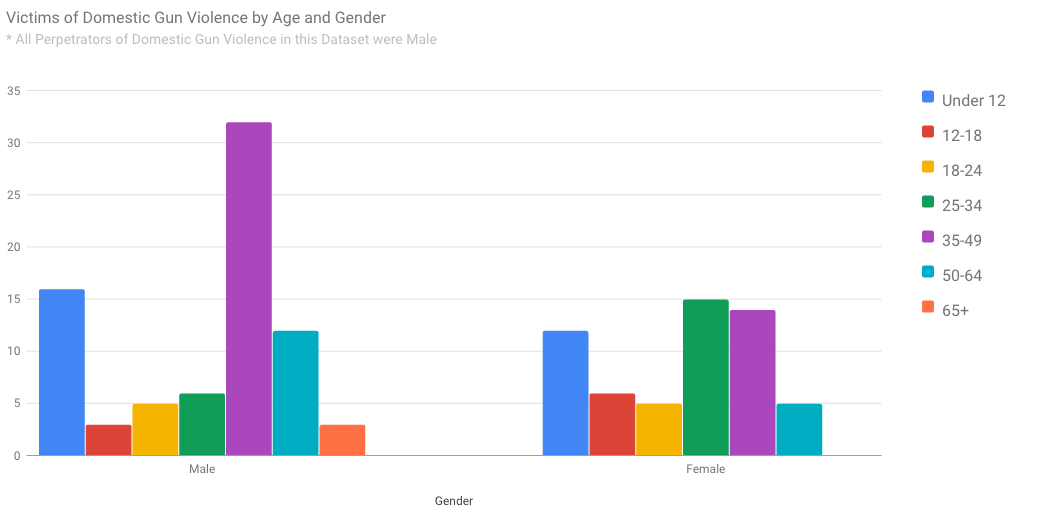 Victims of Domestic Gun Violence by Age and Gender
* All Perpetrators of Domestic Gun Violence in this Dataset were Male
35
30
25
20
15
10
5
0
Male
Female
Gender
Under 12
12-18
18-24
25-34
35-49
50-64
65+